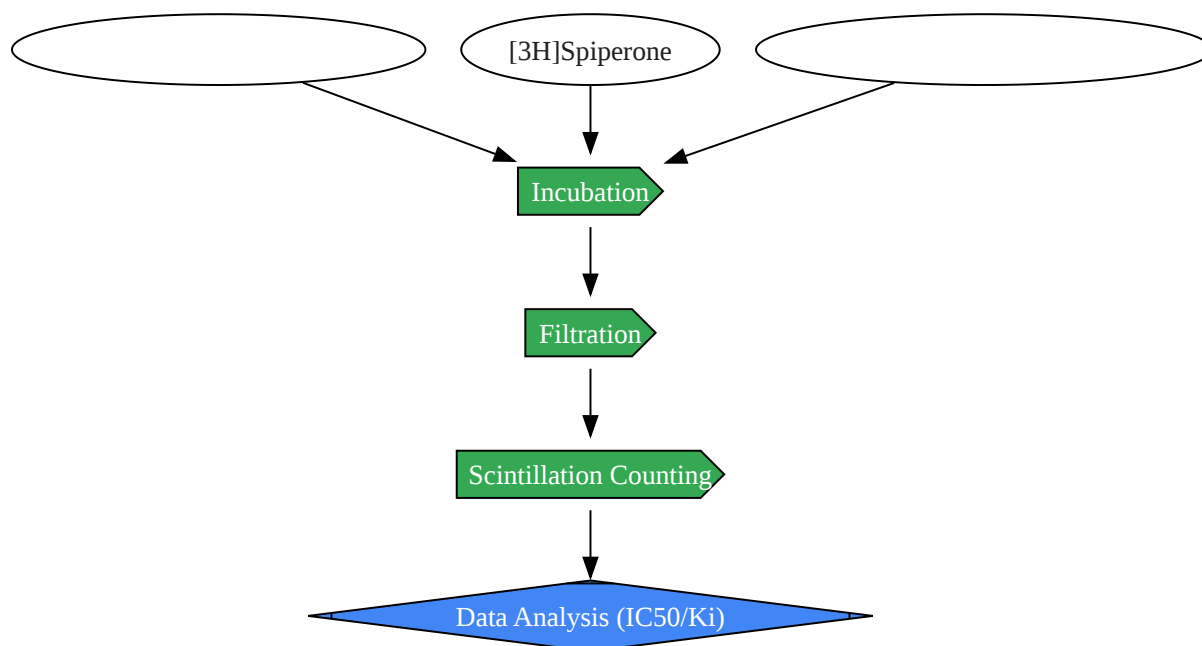 [3H]Spiperone
Incubation
Filtration
Scintillation Counting
Data Analysis (IC50/Ki)